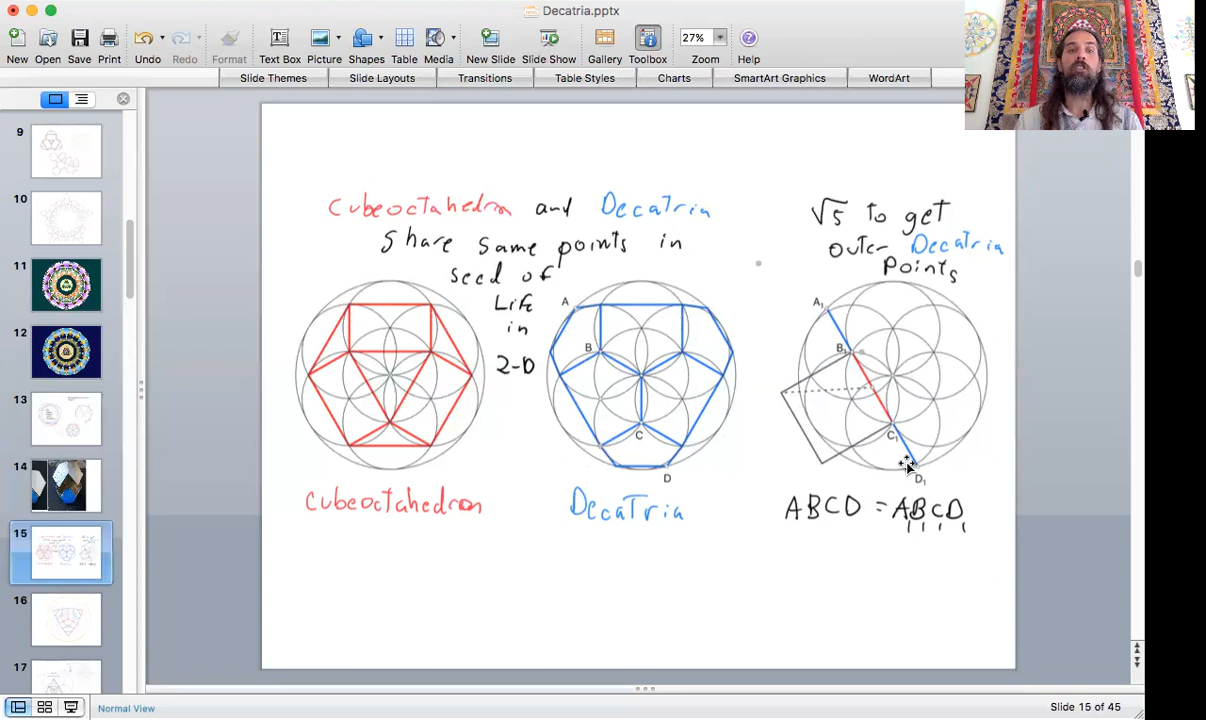 Decatria.pptx
New Open Save Print Undo Redo Format Text Box Picture Shapes Table Media New Slide Slide Show Gallery Toolbox Zoom Help
27%
Slide Themes Slide Layouts Transitions Table Styles Charts SmartArt Graphics WordArt
9
10
11
12
13
14
15
16
17
Cubeoctahedron and Decatria
Share same points in
seed of
Life
in
2-D
√5 to get
outer Decatria
Points
A
B
C
D
A1
B1
C1
D1
Cubeoctahedron
Decatria
ABCD = A1B1C1D1
Normal View
Slide 15 of 45